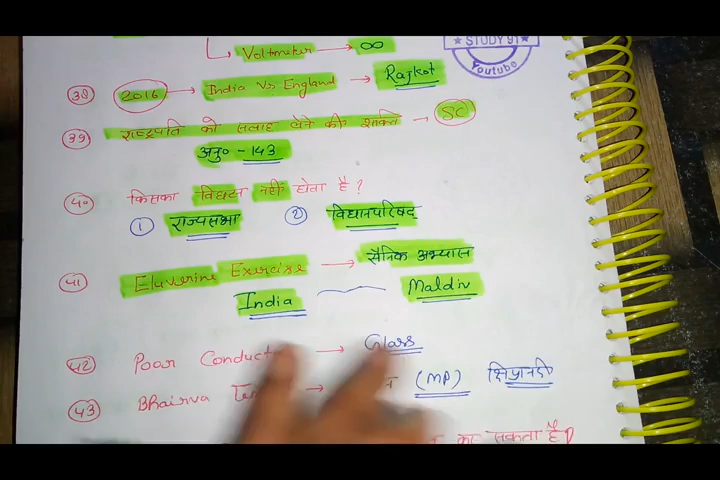 Voltmeter → ∞
STUDY 91
Youtube
38 2016 → India Vs. England → Rajkot
39 राष्ट्रपति को सलाह लेने की शक्ति → SC
अनु० - 143
40 किसका विघटन नहीं होता है?
1 राज्यसभा 2 विधानपरिषद
41 Eluverine Exercise → सैनिक अभ्यास
India Maldiv
42 Poor Conduct → Glass
43 Bhairva → (MP) क्षिप्रानदी
का सकता है?